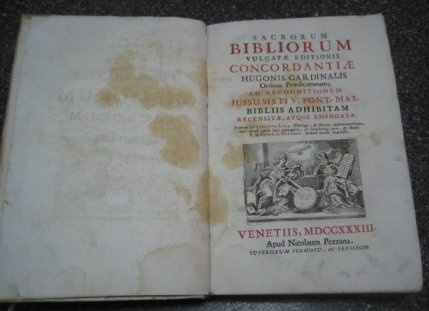 SACRORUM
BIBLIORUM
VULGATÆ EDITIONIS
CONCORDANTIÆ
HUGONIS CARDINALIS
Ordinis Prædicatorum;
AD RECOGNITIONEM
JUSSU SIXTI V. PONT. MAX.
BIBLIIS ADHIBITAM
RECENSITÆ, ATQUE EMENDATÆ:
VENETIIS, MDCCXXXIII.
Apud Nicolaum Pezzana.
SUPERIORUM PERMISSU, AC PRIVILEGIO.